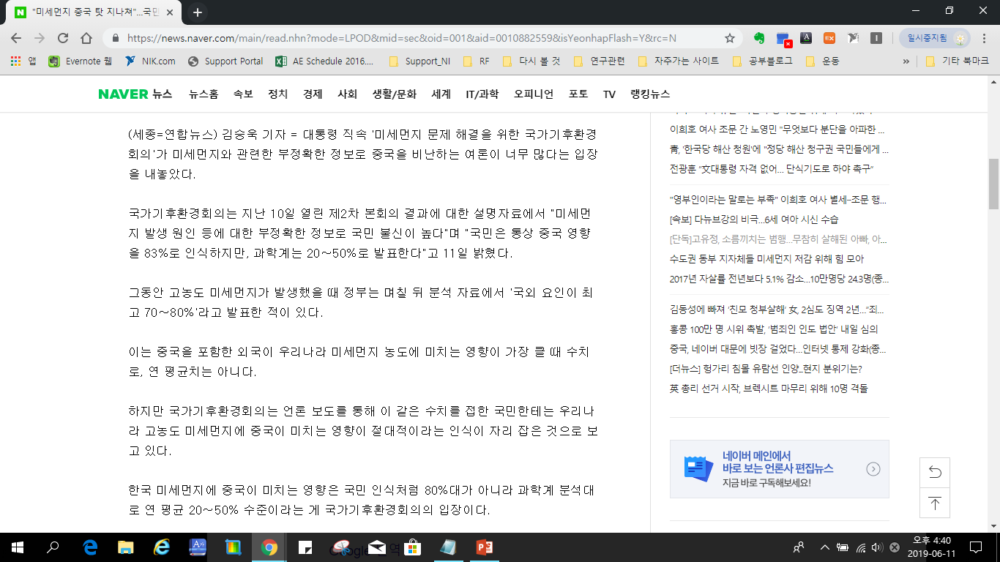 "미세먼지 중국 탓 지나쳐"...국민
https://news.naver.com/main/read.nhn?mode=LPOD&mid=sec&oid=001&aid=0010882559&isYeonhapFlash=Y&rc=N
일시중지됨
앱 Evernote 웹 NIK.com Support Portal AE Schedule 2016.... Support_NI RF 다시 볼 것 연구관련 자주가는 사이트 공부블로그 운동 » 기타 북마크
NAVER 뉴스 뉴스홈 속보 정치 경제 사회 생활/문화 세계 IT/과학 오피니언 포토 TV 랭킹뉴스
(세종=연합뉴스) 김승욱 기자 = 대통령 직속 '미세먼지 문제 해결을 위한 국가기후환경
회의'가 미세먼지와 관련한 부정확한 정보로 중국을 비난하는 여론이 너무 많다는 입장
을 내놓았다.
국가기후환경회의는 지난 10일 열린 제2차 본회의 결과에 대한 설명자료에서 "미세먼
지 발생 원인 등에 대한 부정확한 정보로 국민 불신이 높다"며 "국민은 통상 중국 영향
을 83%로 인식하지만, 과학계는 20∼50%로 발표한다"고 11일 밝혔다.
그동안 고농도 미세먼지가 발생했을 때 정부는 며칠 뒤 분석 자료에서 '국외 요인이 최
고 70∼80%'라고 발표한 적이 있다.
이는 중국을 포함한 외국이 우리나라 미세먼지 농도에 미치는 영향이 가장 클 때 수치
로, 연 평균치는 아니다.
하지만 국가기후환경회의는 언론 보도를 통해 이 같은 수치를 접한 국민한테는 우리나
라 고농도 미세먼지에 중국이 미치는 영향이 절대적이라는 인식이 자리 잡은 것으로 보
고 있다.
한국 미세먼지에 중국이 미치는 영향은 국민 인식처럼 80%대가 아니라 과학계 분석대
로 연 평균 20∼50% 수준이라는 게 국가기후환경회의의 입장이다.
이희호 여사 조문 간 노영민 "무엇보다 분단을 아파한 ...
靑, '한국당 해산 청원'에 "정당 해산 청구권 국민들에게 ...
전광훈 "文대통령 자격 없어... 단식기도로 하야 촉구"
"영부인이라는 말로는 부족" 이희호 여사 별세-조문 행...
[속보] 다뉴브강의 비극...6세 여아 시신 수습
[단독]고유정, 소름끼치는 범행...무참히 살해된 아빠, 아...
수도권 동부 지자체들 미세먼지 저감 위해 힘 모아
2017년 자살률 전년보다 5.1% 감소...10만명당 24.3명(종...
김동성에 빠져 '친모 청부살해' 女, 2심도 징역 2년..."죄...
홍콩 100만 명 시위 촉발, '범죄인 인도 법안' 내일 심의
중국, 네이버 대문에 빗장 걸었다...인터넷 통제 강화(종...
[더뉴스] 헝가리 침몰 유람선 인양...현지 분위기는?
英 총리 선거 시작, 브렉시트 마무리 위해 10명 격돌
네이버 메인에서
바로 보는 언론사 편집뉴스
지금 바로 구독해보세요!
오후 4:40
2019-06-11